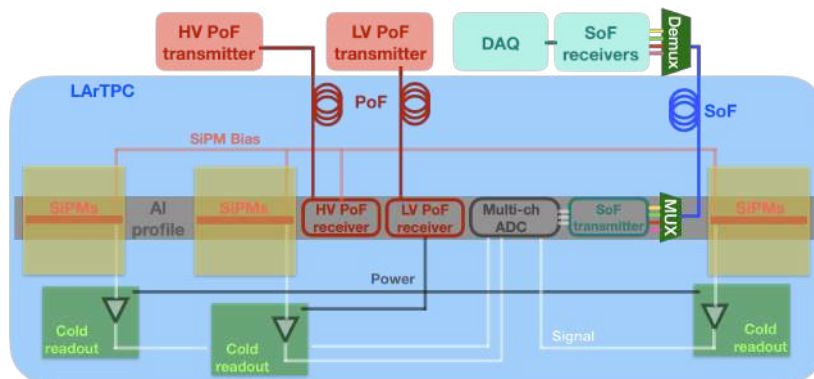 HV PoF
transmitter
LV PoF
transmitter
DAQ
SoF
receivers
Demux
LArTPC
PoF
SoF
SiPM Bias
SiPMs
Al
profile
SiPMs
HV PoF
receiver
LV PoF
receiver
Multi-ch
ADC
SoF
transmitter
MUX
SiPMs
Power
Cold
readout
Cold
readout
Signal
Cold
readout